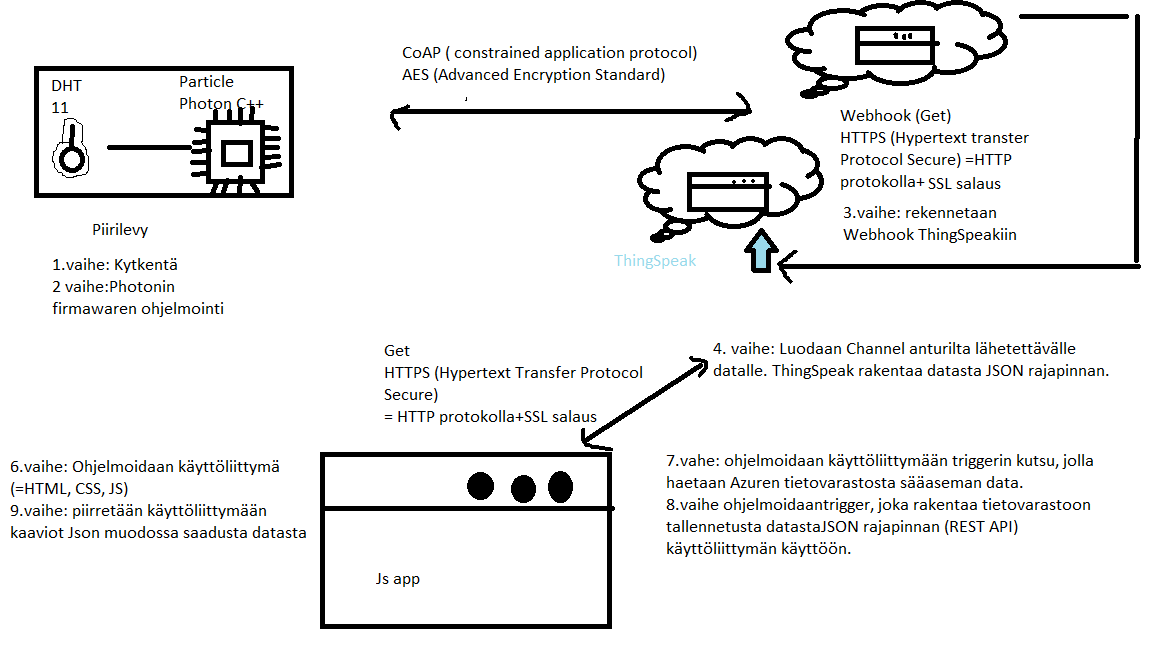 DHT
11
Particle
Photon C++
CoAP ( constrained application protocol)
AES (Advanced Encryption Standard)
Webhook (Get)
HTTPS (Hypertext transter
Protocol Secure) =HTTP
protokolla+ SSL salaus
3.vaihe: rekennetaan
Webhook ThingSpeakiin
ThingSpeak
Piirilevy
1.vaihe: Kytkentä
2 vaihe:Photonin
firmawaren ohjelmointi
Get
HTTPS (Hypertext Transfer Protocol
Secure)
= HTTP protokolla+SSL salaus
4. vaihe: Luodaan Channel anturilta lähetettävälle
datalle. ThingSpeak rakentaa datasta JSON rajapinnan.
6.vaihe: Ohjelmoidaan käyttöliittymä
(=HTML, CSS, JS)
9.vaihe: piirretään käyttöliittymään
kaaviot Json muodossa saadusta datasta
7.vahe: ohjelmoidaan käyttöliittymään triggerin kutsu, jolla
haetaan Azuren tietovarastosta sääaseman data.
8.vaihe ohjelmoidaantrigger, joka rakentaa tietovarastoon
tallennetusta datastaJSON rajapinnan (REST API)
käyttöliittymän käyttöön.
Js app